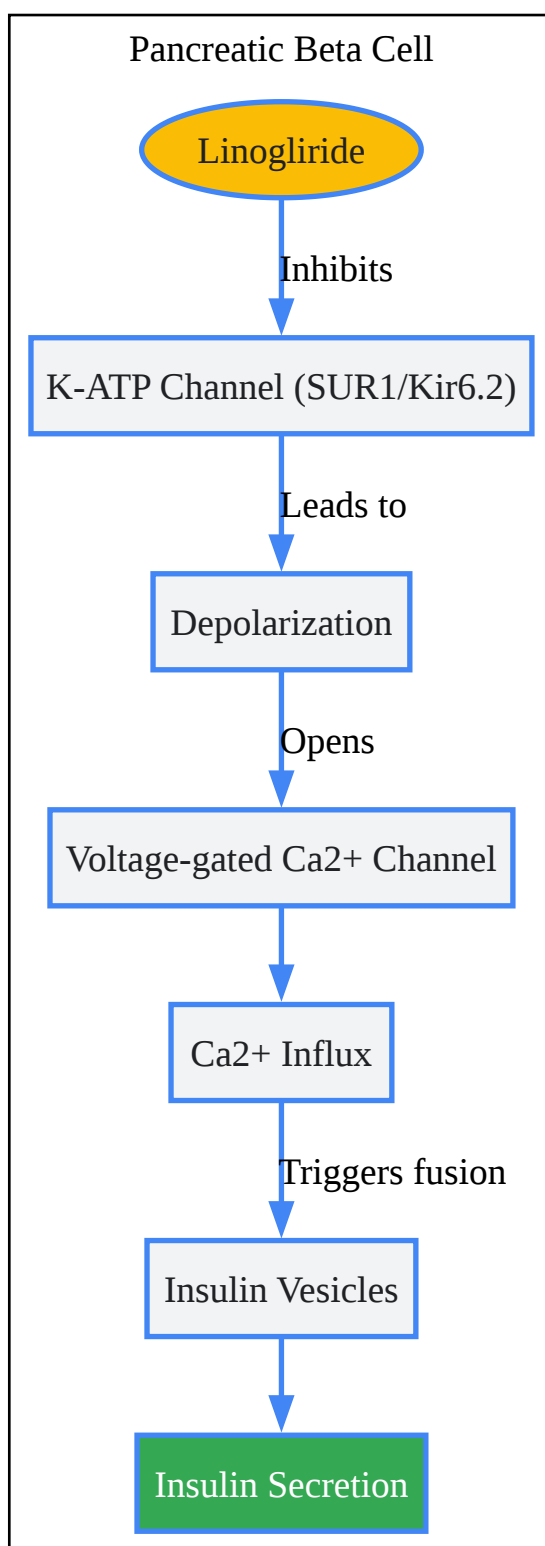 Pancreatic Beta Cell
Linogliride
Inhibits
K-ATP Channel (SUR1/Kir6.2)
Leads to
Depolarization
Opens
Voltage-gated Ca2+ Channel
Ca2+ Influx
Triggers fusion
Insulin Vesicles
Insulin Secretion